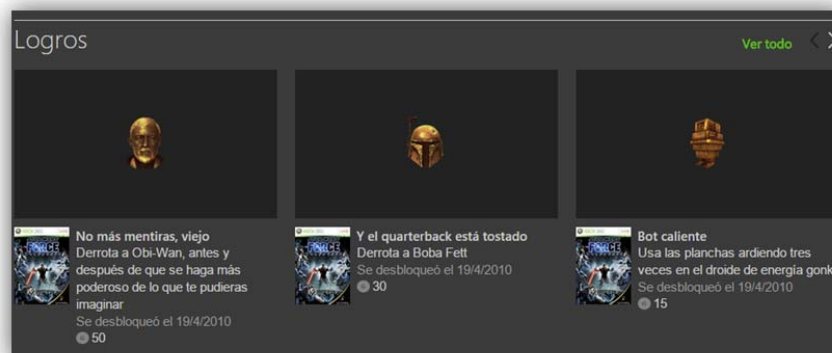 Logros
Ver todo
No más mentiras, viejo
Derrota a Obi-Wan, antes y
después de que se haga más
poderoso de lo que te pudieras
imaginar
Se desbloqueó el 19/4/2010
50
Y el quarterback está tostado
Derrota a Boba Fett
Se desbloqueó el 19/4/2010
30
Bot caliente
Usa las planchas ardiendo tres
veces en el droide de energía gonk
Se desbloqueó el 19/4/2010
15
FORCE
FORCE
FORCE